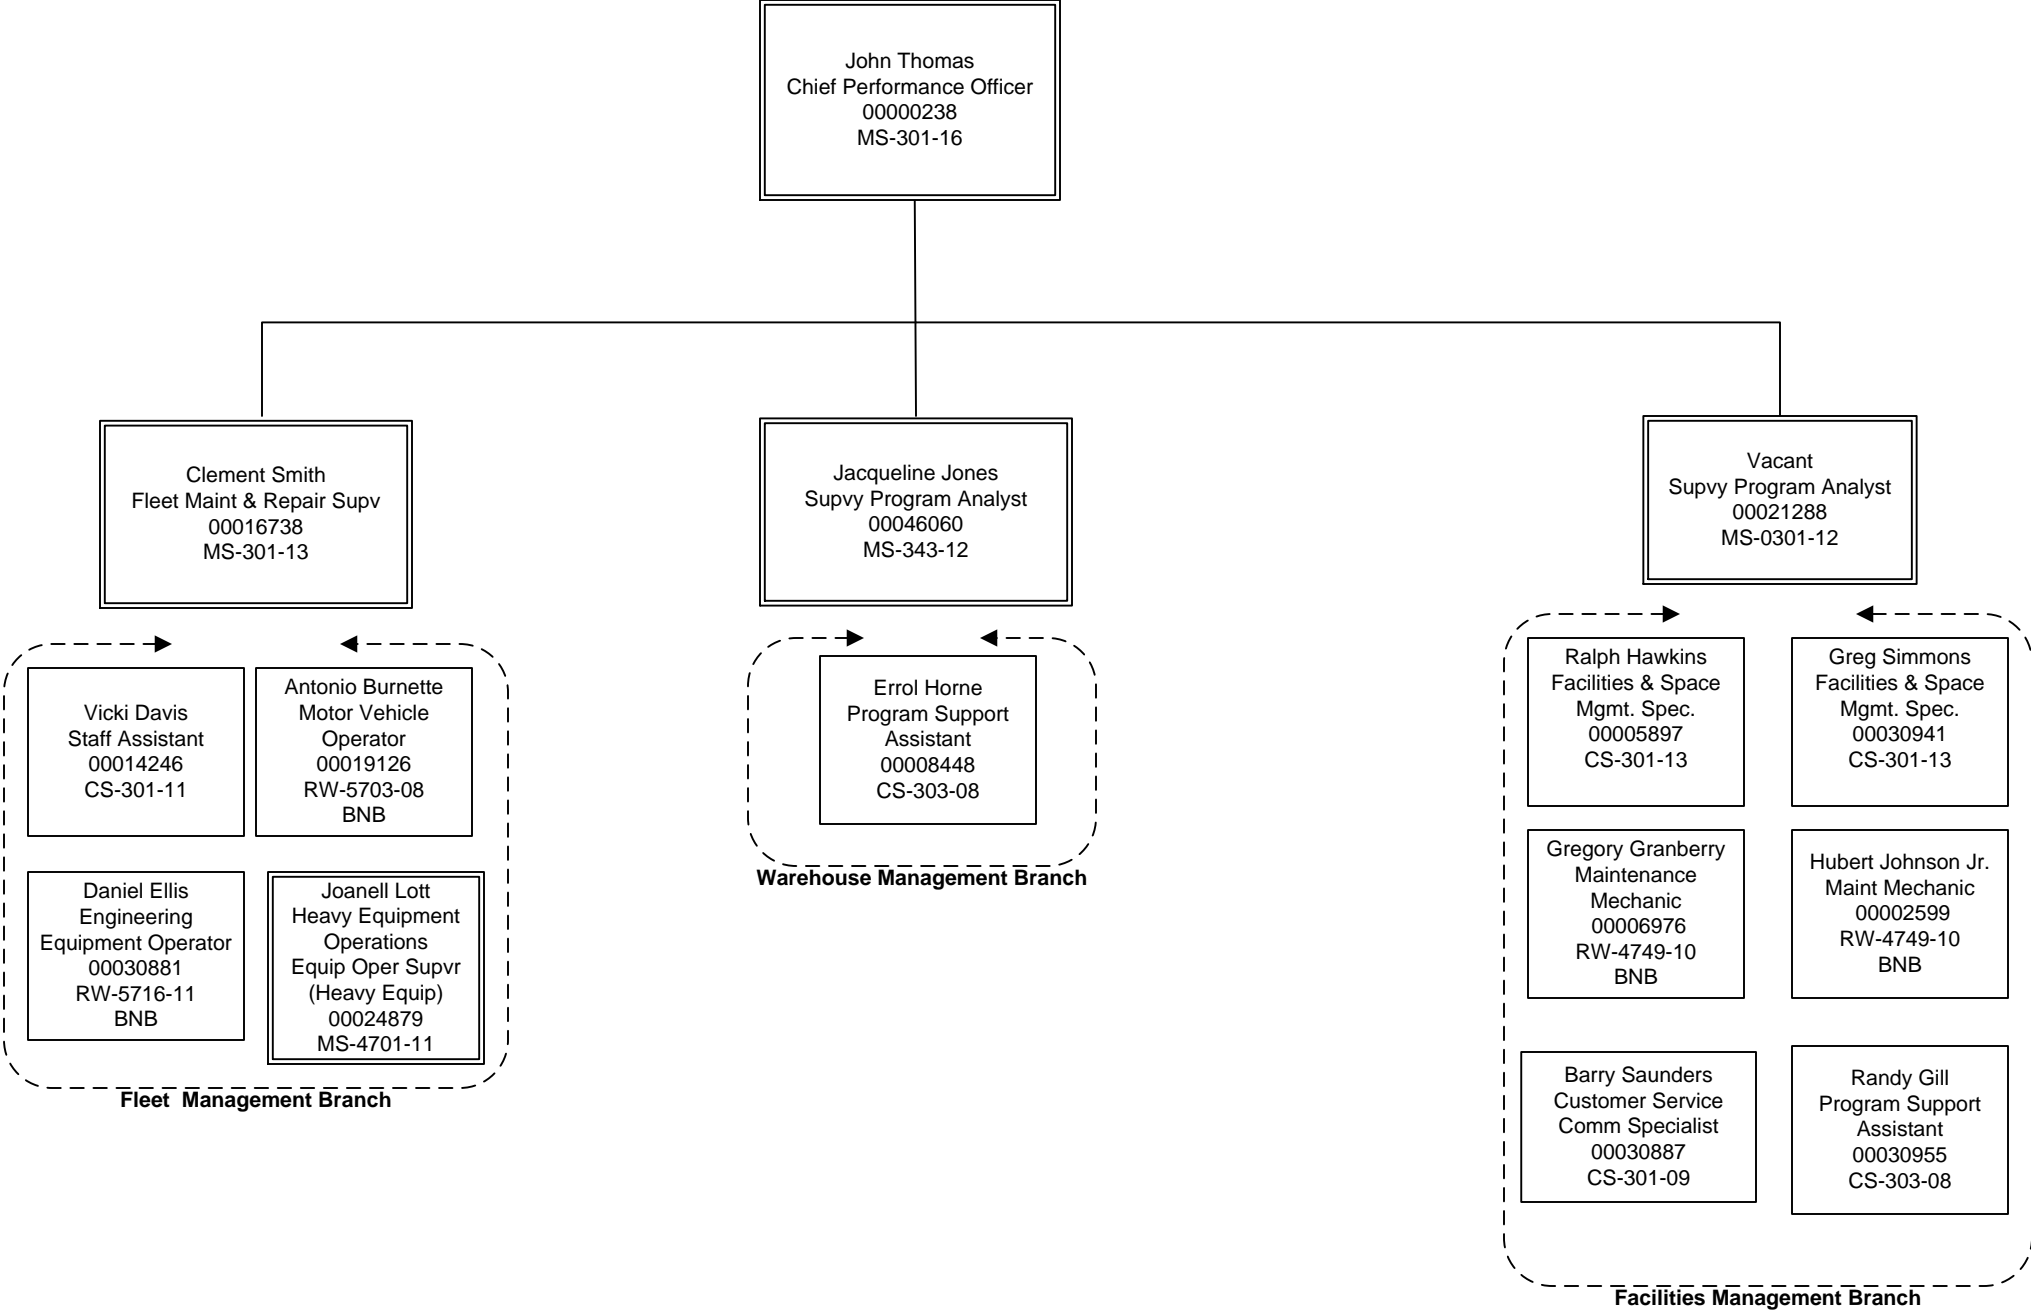 John Thomas
Chief Performance Officer
00000238
MS-301-16
Clement Smith
Fleet Maint & Repair Supv
00016738
MS-301-13
Jacqueline Jones
Supvy Program Analyst
00046060
MS-343-12
Vacant
Supvy Program Analyst
00021288
MS-0301-12
Vicki Davis
Staff Assistant
00014246
CS-301-11
Antonio Burnette
Motor Vehicle
Operator
00019126
RW-5703-08
BNB
Daniel Ellis
Engineering
Equipment Operator
00030881
RW-5716-11
BNB
Joanell Lott
Heavy Equipment
Operations
Equip Oper Supvr
(Heavy Equip)
00024879
MS-4701-11
Fleet  Management Branch
Errol Horne
Program Support
Assistant
00008448
CS-303-08
Warehouse Management Branch
Ralph Hawkins
Facilities & Space
Mgmt. Spec.
00005897
CS-301-13
Greg Simmons
Facilities & Space
Mgmt. Spec.
00030941
CS-301-13
Gregory Granberry
Maintenance
Mechanic
00006976
RW-4749-10
BNB
Hubert Johnson Jr.
Maint Mechanic
00002599
RW-4749-10
BNB
Barry Saunders
Customer Service
Comm Specialist
00030887
CS-301-09
Randy Gill
Program Support
Assistant
00030955
CS-303-08
Facilities Management Branch